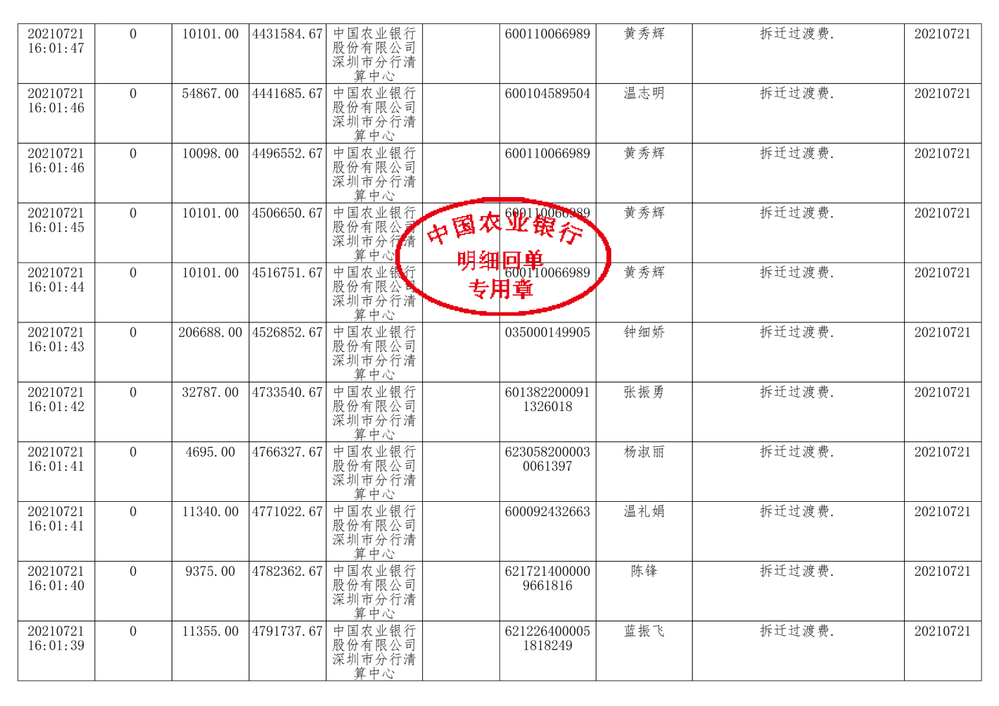 20210721 0 10101.00 4431584.67 中国农业银行 600110066989 黄秀辉 拆迁过渡费. 20210721
16:01:47 股份有限公司
深圳市分行清
算中心
20210721 0 54867.00 4441685.67 中国农业银行 600104589504 温志明 拆迁过渡费. 20210721
16:01:46 股份有限公司
深圳市分行清
算中心
20210721 0 10098.00 4496552.67 中国农业银行 600110066989 黄秀辉 拆迁过渡费. 20210721
16:01:46 股份有限公司
深圳市分行清
算中心
20210721 0 10101.00 4506650.67 中国农业银行 600110066989 黄秀辉 拆迁过渡费. 20210721
16:01:45 股份有限公司
深圳市分行清
算中心
中国农业银行
明细回单
专用章
20210721 0 10101.00 4516751.67 中国农业银行 600110066989 黄秀辉 拆迁过渡费. 20210721
16:01:44 股份有限公司
深圳市分行清
算中心
20210721 0 206688.00 4526852.67 中国农业银行 035000149905 钟细娇 拆迁过渡费. 20210721
16:01:43 股份有限公司
深圳市分行清
算中心
20210721 0 32787.00 4733540.67 中国农业银行 601382200091 张振勇 拆迁过渡费. 20210721
16:01:42 股份有限公司 1326018
深圳市分行清
算中心
20210721 0 4695.00 4766327.67 中国农业银行 623058200003 杨淑丽 拆迁过渡费. 20210721
16:01:41 股份有限公司 0061397
深圳市分行清
算中心
20210721 0 11340.00 4771022.67 中国农业银行 600092432663 温礼娟 拆迁过渡费. 20210721
16:01:41 股份有限公司
深圳市分行清
算中心
20210721 0 9375.00 4782362.67 中国农业银行 621721400000 陈锋 拆迁过渡费. 20210721
16:01:40 股份有限公司 9661816
深圳市分行清
算中心
20210721 0 11355.00 4791737.67 中国农业银行 621226400005 蓝振飞 拆迁过渡费. 20210721
16:01:39 股份有限公司 1818249
深圳市分行清
算中心